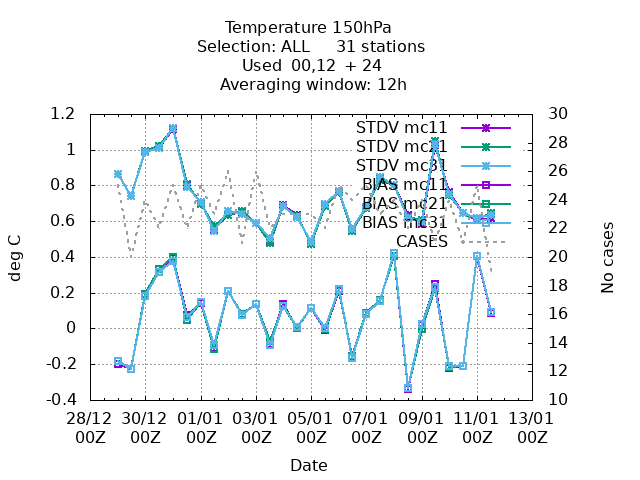 Temperature 150hPa
Selection: ALL 31 stations
Used 00,12 + 24
Averaging window: 12h
1.2
1
0.8
0.6
0.4
0.2
0
-0.2
-0.4
deg C
STDV mc11
STDV mc21
STDV mc31
BIAS mc11
BIAS mc21
BIAS mc31
CASES
30
28
26
24
22
20
18
16
14
12
10
No cases
28/12 30/12 01/01 03/01 05/01 07/01 09/01 11/01 13/01
00Z 00Z 00Z 00Z 00Z 00Z 00Z 00Z 00Z
Date